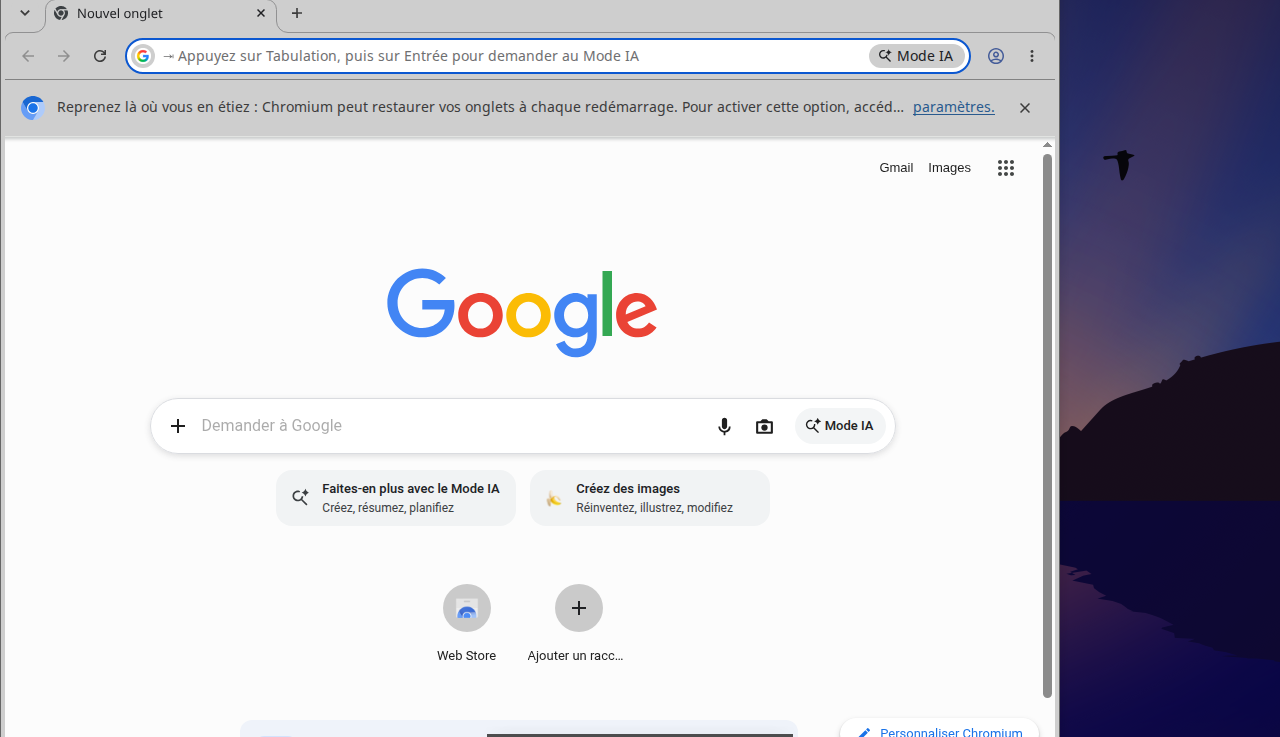 Nouvel onglet
⇥ Appuyez sur Tabulation, puis sur Entrée pour demander au Mode IA
Mode IA
Reprenez là où vous en étiez : Chromium peut restaurer vos onglets à chaque redémarrage. Pour activer cette option, accéd... paramètres.
Gmail Images
Google
Demander à Google
Mode IA
Faites-en plus avec le Mode IA
Créez, résumez, planifiez
Créez des images
Réinventez, illustrez, modifiez
Web Store
Ajouter un racc...
Personnaliser Chromium